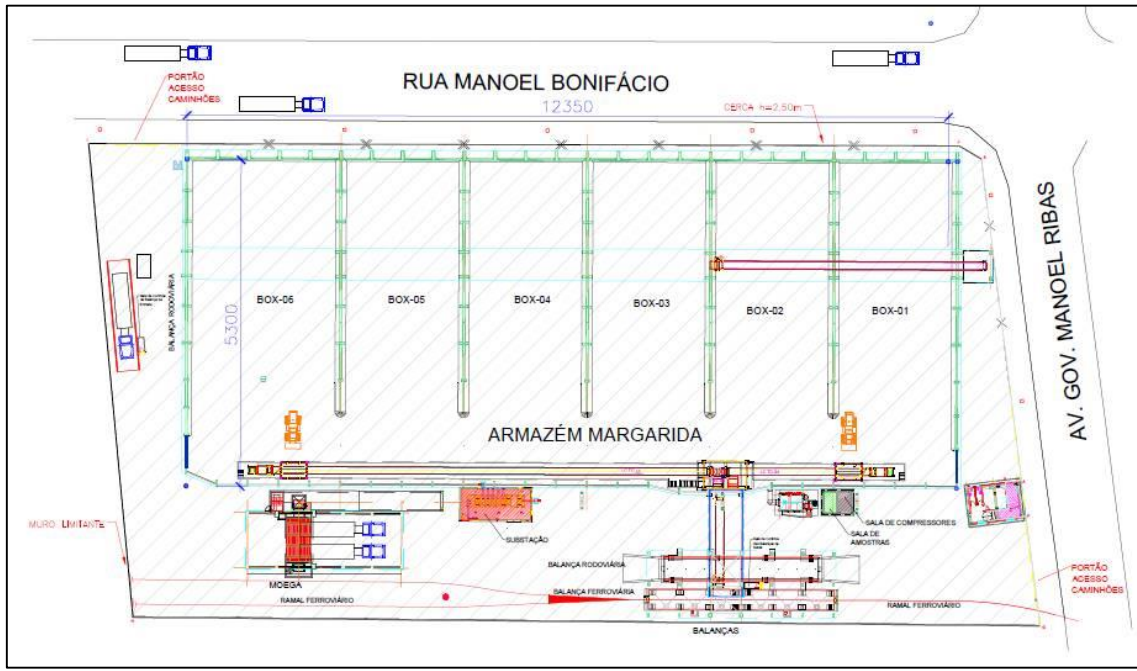 RUA MANOEL BONIFÁCIO
12350
PORTÃO
ACESSO
CAMINHÕES
CERCA h=2,50m
AV. GOV. MANOEL RIBAS
5300
BALANÇA RODOVIÁRIA
BOX-06
BOX-05
BOX-04
BOX-03
BOX-02
BOX-01
ARMAZÉM MARGARIDA
MURO LIMITANTE
SUBSTAÇÃO
SALA DE COMPRESSORES
SALA DE
AMOSTRAS
BALANÇA RODOVIÁRIA
MOEGA
BALANÇA FERROVIÁRIA
RAMAL FERROVIÁRIO
RAMAL FERROVIÁRIO
PORTÃO
ACESSO
CAMINHÕES
BALANÇAS